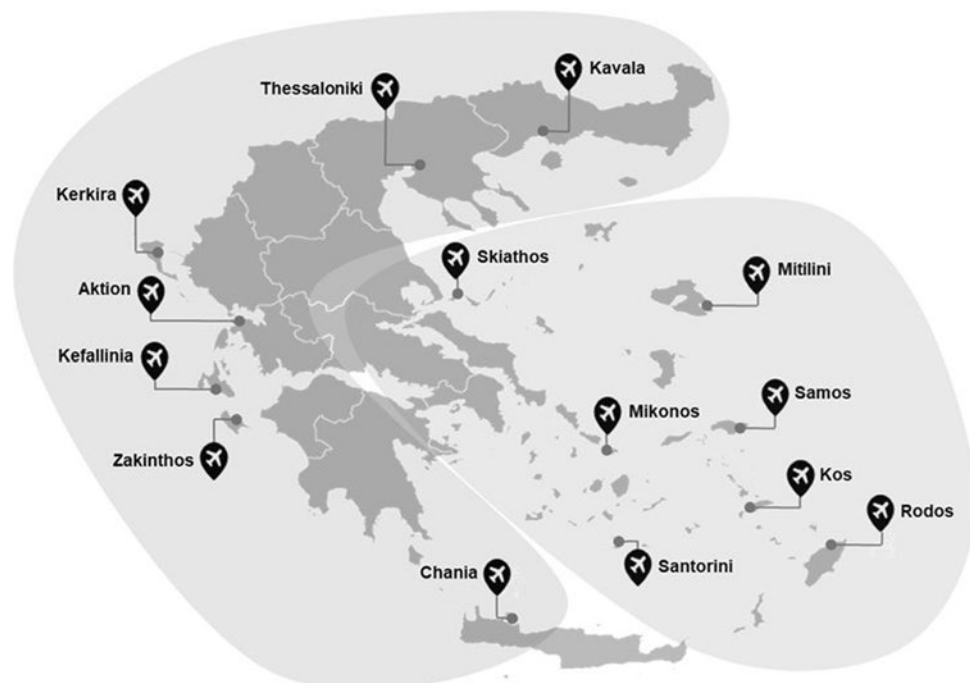 Kavala
Thessaloniki
Kerkira
Skiathos
Mitilini
Aktion
Kefallinia
Samos
Mikonos
Zakinthos
Kos
Rodos
Santorini
Chania